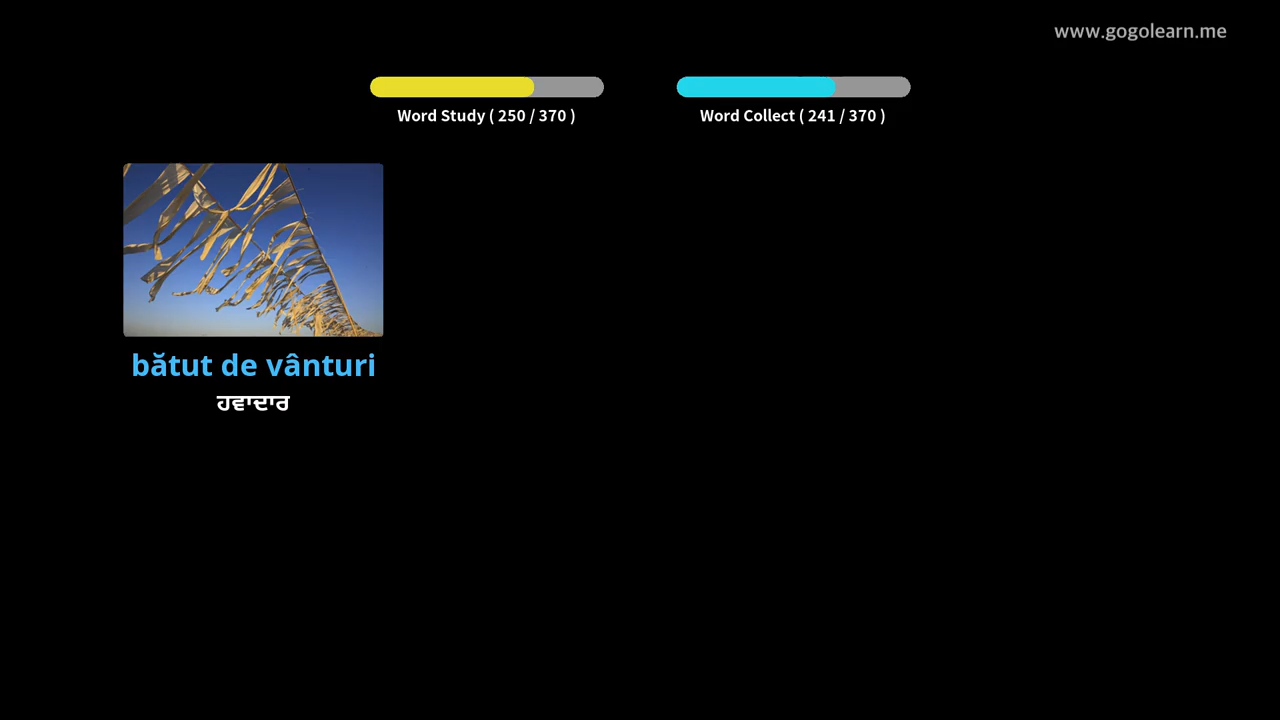 www.gogolearn.me
Word Study ( 250 / 370 )
Word Collect ( 241 / 370 )
bătut de vânturi
ਹਵਾਦਾਰ